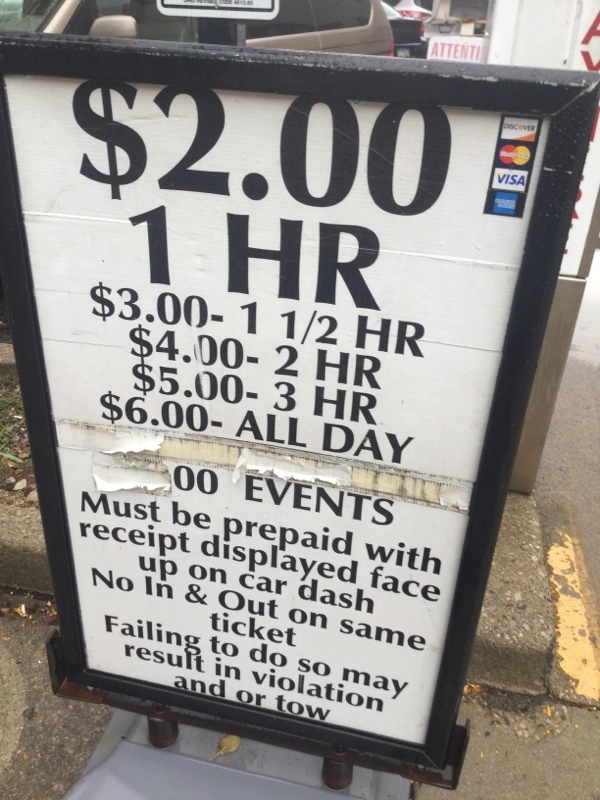 ATTENTI
$2.00
DISCOVER
MasterCard
VISA
1 HR
$3.00- 1 1/2 HR
$4.00- 2 HR
$5.00- 3 HR
$6.00- ALL DAY
00 EVENTS
Must be prepaid with
receipt displayed face
up on car dash
No In & Out on same
ticket
Failing to do so may
result in violation
and or tow